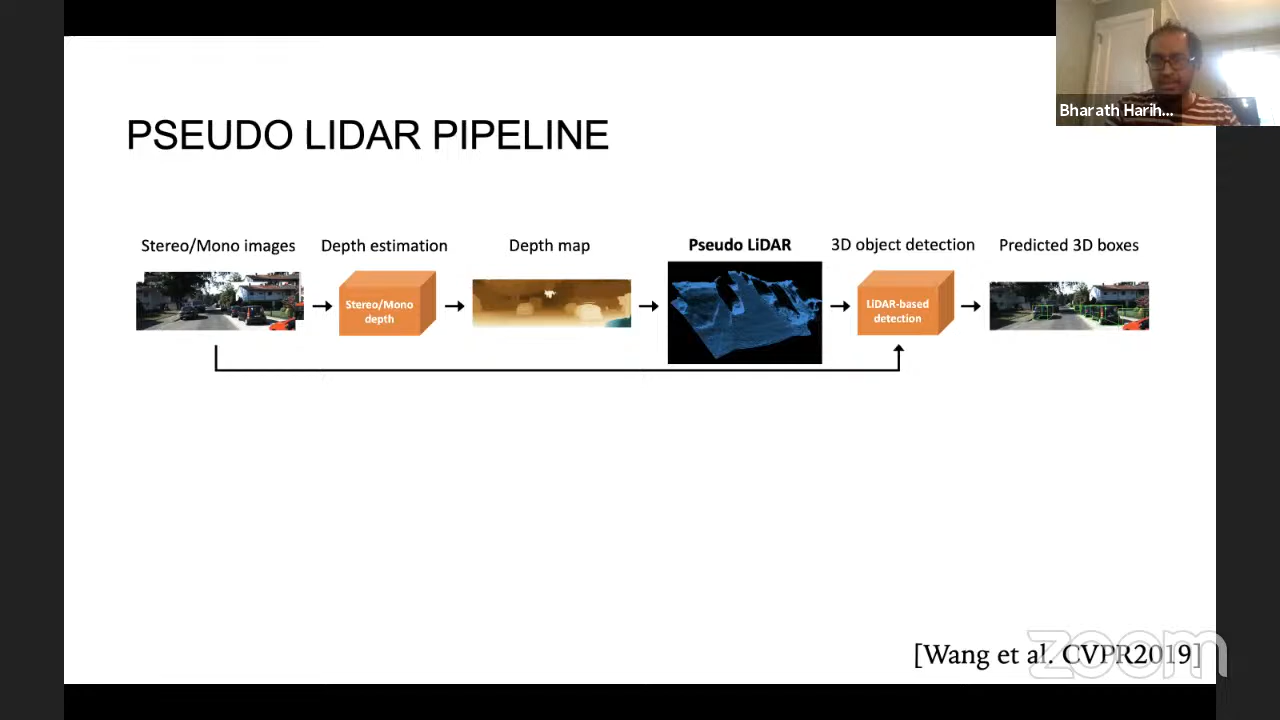 Bharath Harih...
PSEUDO LIDAR PIPELINE
Stereo/Mono images
Depth estimation
Depth map
Pseudo LiDAR
3D object detection
Predicted 3D boxes
Stereo/Mono
depth
LiDAR-based
detection
[Wang et al. CVPR2019]
zoom